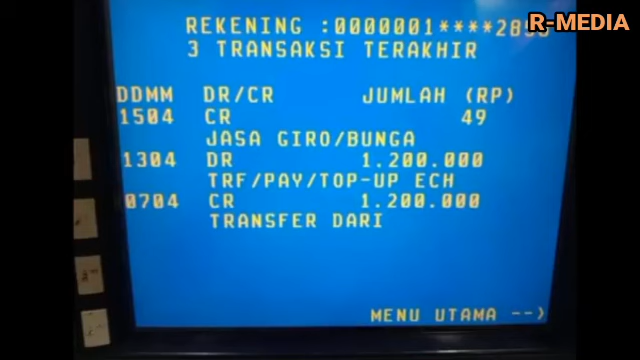 R-MEDIA
REKENING :0000001****28
3 TRANSAKSI TERAKHIR
DDMM DR/CR JUMLAH (RP)
1504 CR 49
JASA GIRO/BUNGA
1304 DR 1.200.000
TRF/PAY/TOP-UP ECH
0704 CR 1.200.000
TRANSFER DARI
MENU UTAMA -->